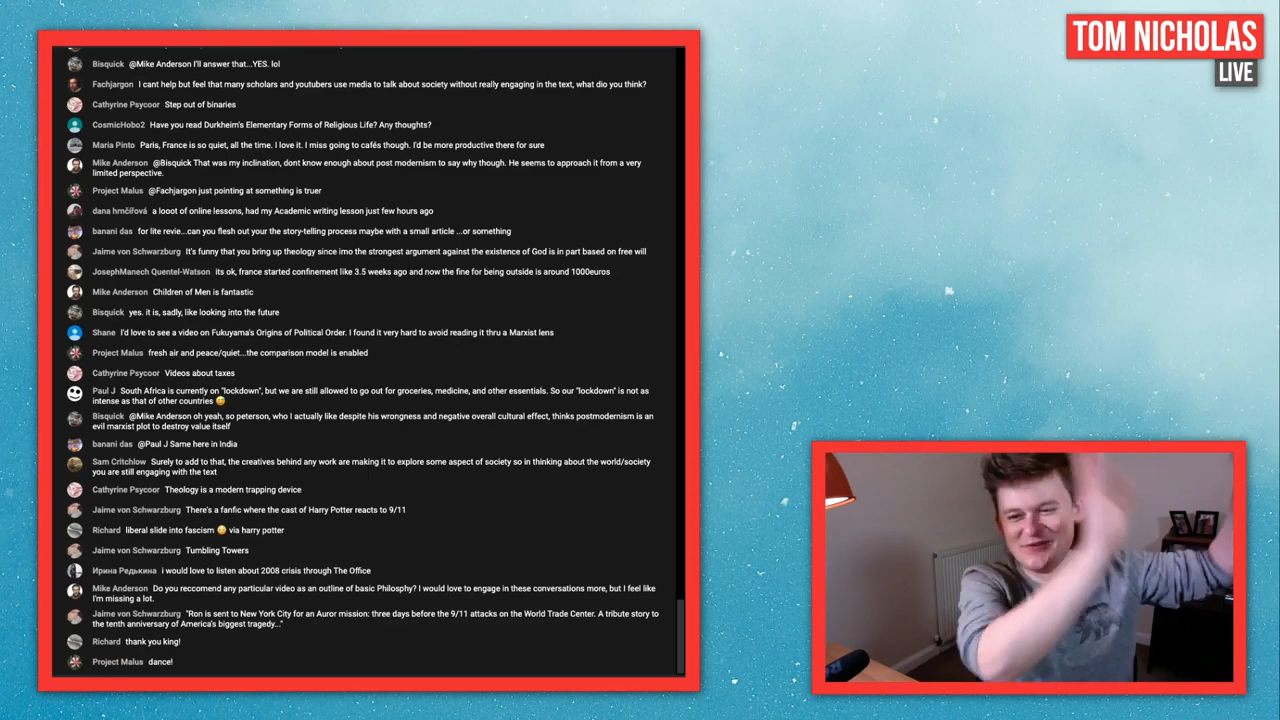 TOM NICHOLAS
LIVE
Bisquick @Mike Anderson I'll answer that...YES. lol
Fachjargon I cant help but feel that many scholars and youtubers use media to talk about society without really engaging in the text, what did you think?
Cathyrine Psycoor Step out of binaries
CosmicHobo2 Have you read Durkheim's Elementary Forms of Religious Life? Any thoughts?
Maria Pinto Paris, France is so quiet, all the time. I love it. I miss going to cafés though. I'd be more productive there for sure
Mike Anderson @Bisquick That was my inclination, dont know enough about post modernism to say why though. He seems to approach it from a very
limited perspective.
Project Malus @Fachjargon just pointing at something is truer
dana hrnčířová a looot of online lessons, had my Academic writing lesson just few hours ago
banani das for lite revie...can you flesh out your the story-telling process maybe with a small article ...or something
Jaime von Schwarzburg It's funny that you bring up theology since imo the strongest argument against the existence of God is in part based on free will
JosephManech Quentel-Watson its ok, france started confinement like 3.5 weeks ago and now the fine for being outside is around 1000euros
Mike Anderson Children of Men is fantastic
Bisquick yes. it is, sadly, like looking into the future
Shane I'd love to see a video on Fukuyama's Origins of Political Order. I found it very hard to avoid reading it thru a Marxist lens
Project Malus fresh air and peace/quiet...the comparison model is enabled
Cathyrine Psycoor Videos about taxes
Paul J South Africa is currently on "lockdown", but we are still allowed to go out for groceries, medicine, and other essentials. So our "lockdown" is not as
intense as that of other countries 😅
Bisquick @Mike Anderson oh yeah, so peterson, who I actually like despite his wrongness and negative overall cultural effect, thinks postmodernism is an
evil marxist plot to destroy value itself
banani das @Paul J Same here in India
Sam Critchlow Surely to add to that, the creatives behind any work are making it to explore some aspect of society so in thinking about the world/society
you are still engaging with the text
Cathyrine Psycoor Theology is a modern trapping device
Jaime von Schwarzburg There's a fanfic where the cast of Harry Potter reacts to 9/11
Richard liberal slide into fascism 😳 via harry potter
Jaime von Schwarzburg Tumbling Towers
Ирина Редькина i would love to listen about 2008 crisis through The Office
Mike Anderson Do you reccomend any particular video as an outline of basic Philosphy? I would love to engage in these conversations more, but I feel like
I'm missing a lot.
Jaime von Schwarzburg "Ron is sent to New York City for an Auror mission: three days before the 9/11 attacks on the World Trade Center. A tribute story to
the tenth anniversary of America's biggest tragedy..."
Richard thank you king!
Project Malus dance!